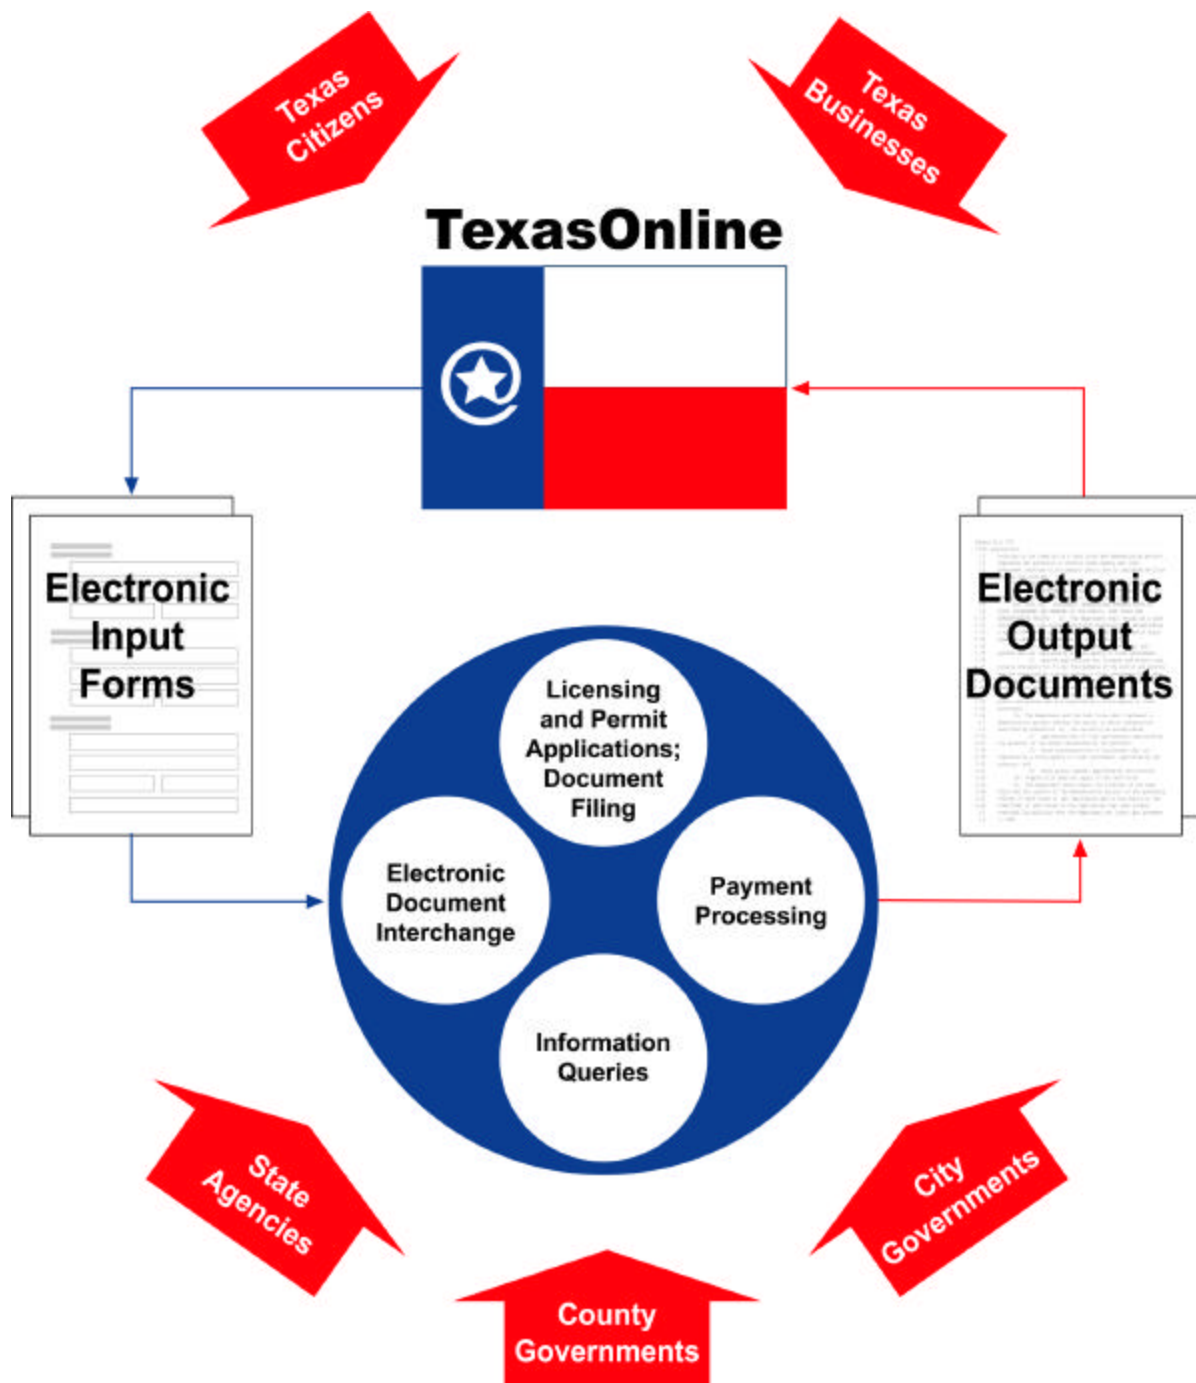 Texas
Citizens
Texas
Businesses
TexasOnline
Electronic
Input
Forms
Electronic
Output
Documents
Licensing
and Permit
Applications;
Document
Filing
Electronic
Document
Interchange
Payment
Processing
Information
Queries
State
Agencies
City
Governments
County
Governments